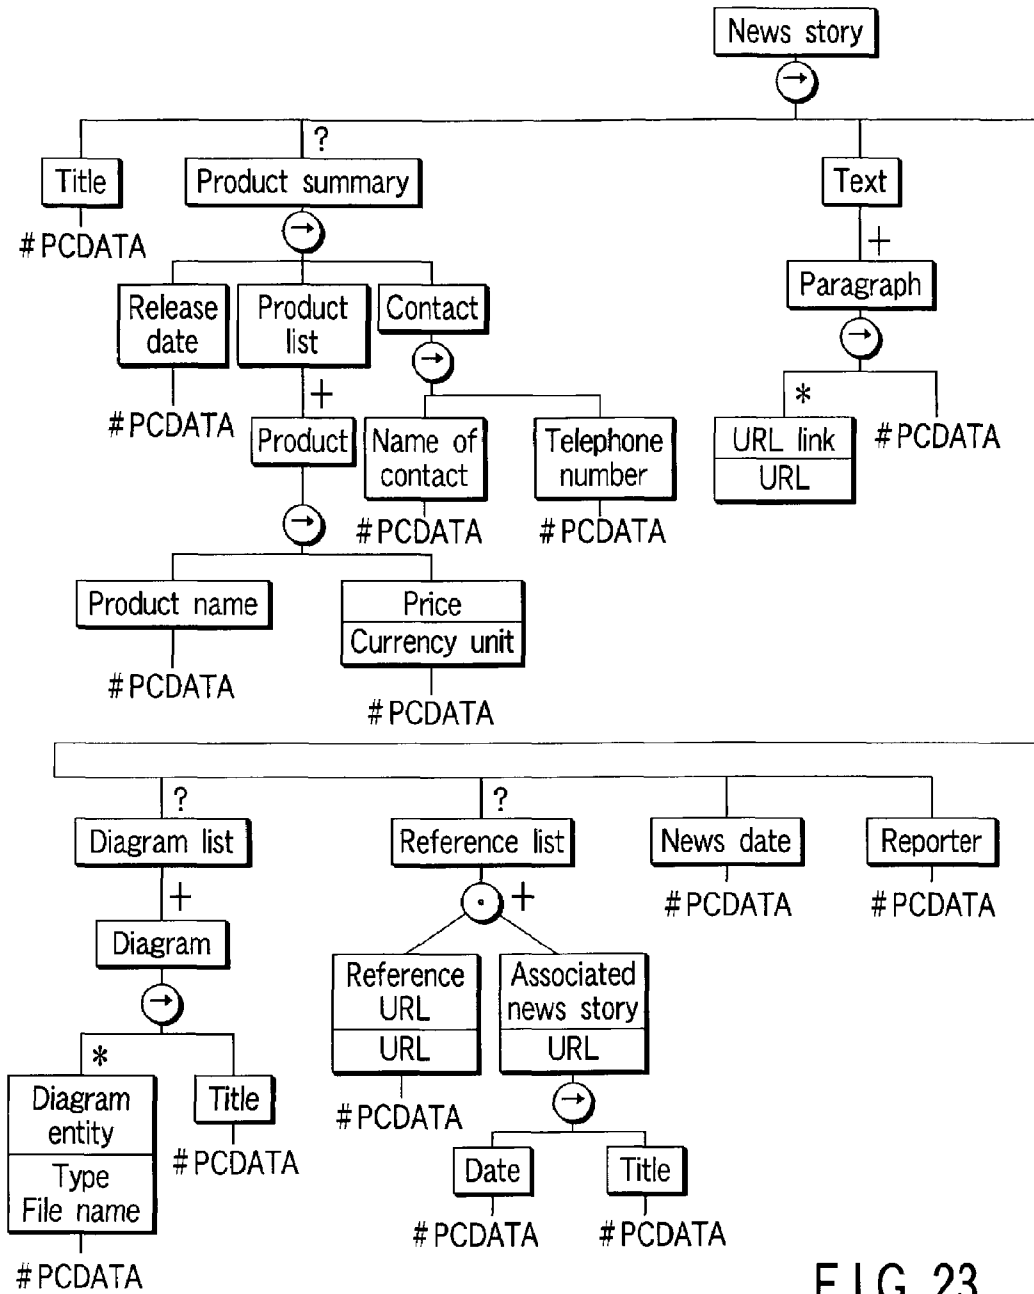 News story
?
Title
Product summary
Text
#PCDATA
+
Release
date
Product
list
Contact
Paragraph
+
*
#PCDATA
Product
Name of
contact
Telephone
number
URL link
URL
#PCDATA
#PCDATA
#PCDATA
Product name
Price
Currency unit
#PCDATA
#PCDATA
?
?
Diagram list
Reference list
News date
Reporter
+
+
#PCDATA
#PCDATA
Diagram
Reference
URL
URL
Associated
news story
URL
*
Diagram
entity
Type
File name
Title
#PCDATA
#PCDATA
Date
Title
#PCDATA
#PCDATA
#PCDATA
FIG. 23